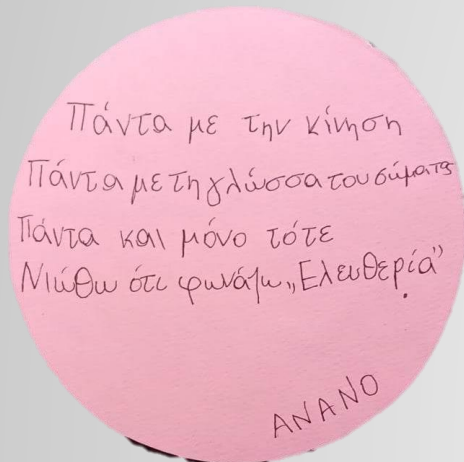 Πάντα με την κίνηση
Πάντα με τη γλώσσα του σώματος
Πάντα και μόνο τότε
Νιώθω ότι φωνάζω „Ελευθερία”
ΑΝΑΝΟ